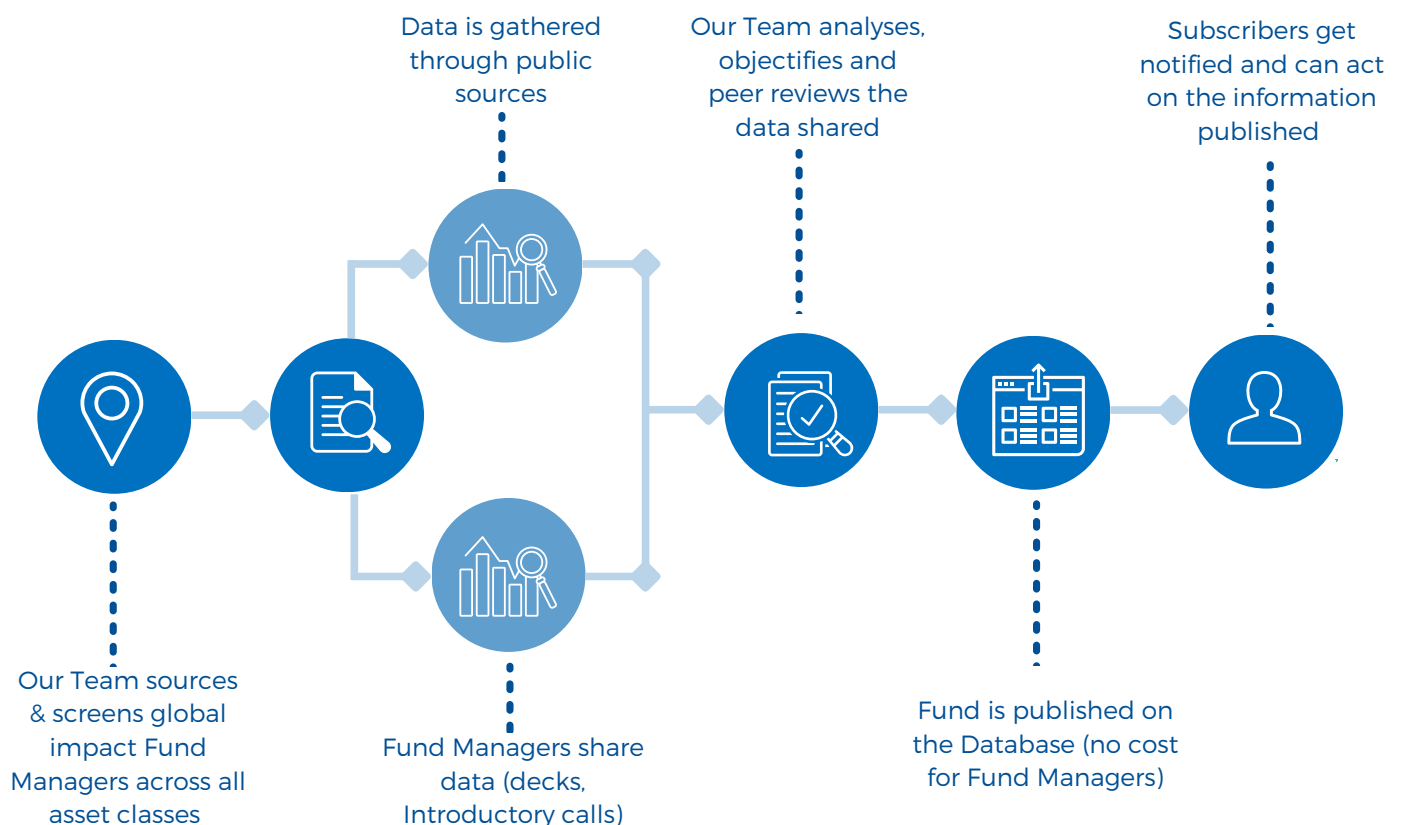 Data is gathered
through public
sources
Our Team analyses,
objectifies and
peer reviews the
data shared
Subscribers get
notified and can act
on the information
published
Our Team sources
& screens global
impact Fund
Managers across all
asset classes
Fund Managers share
data (decks,
Introductory calls)
Fund is published on
the Database (no cost
for Fund Managers)